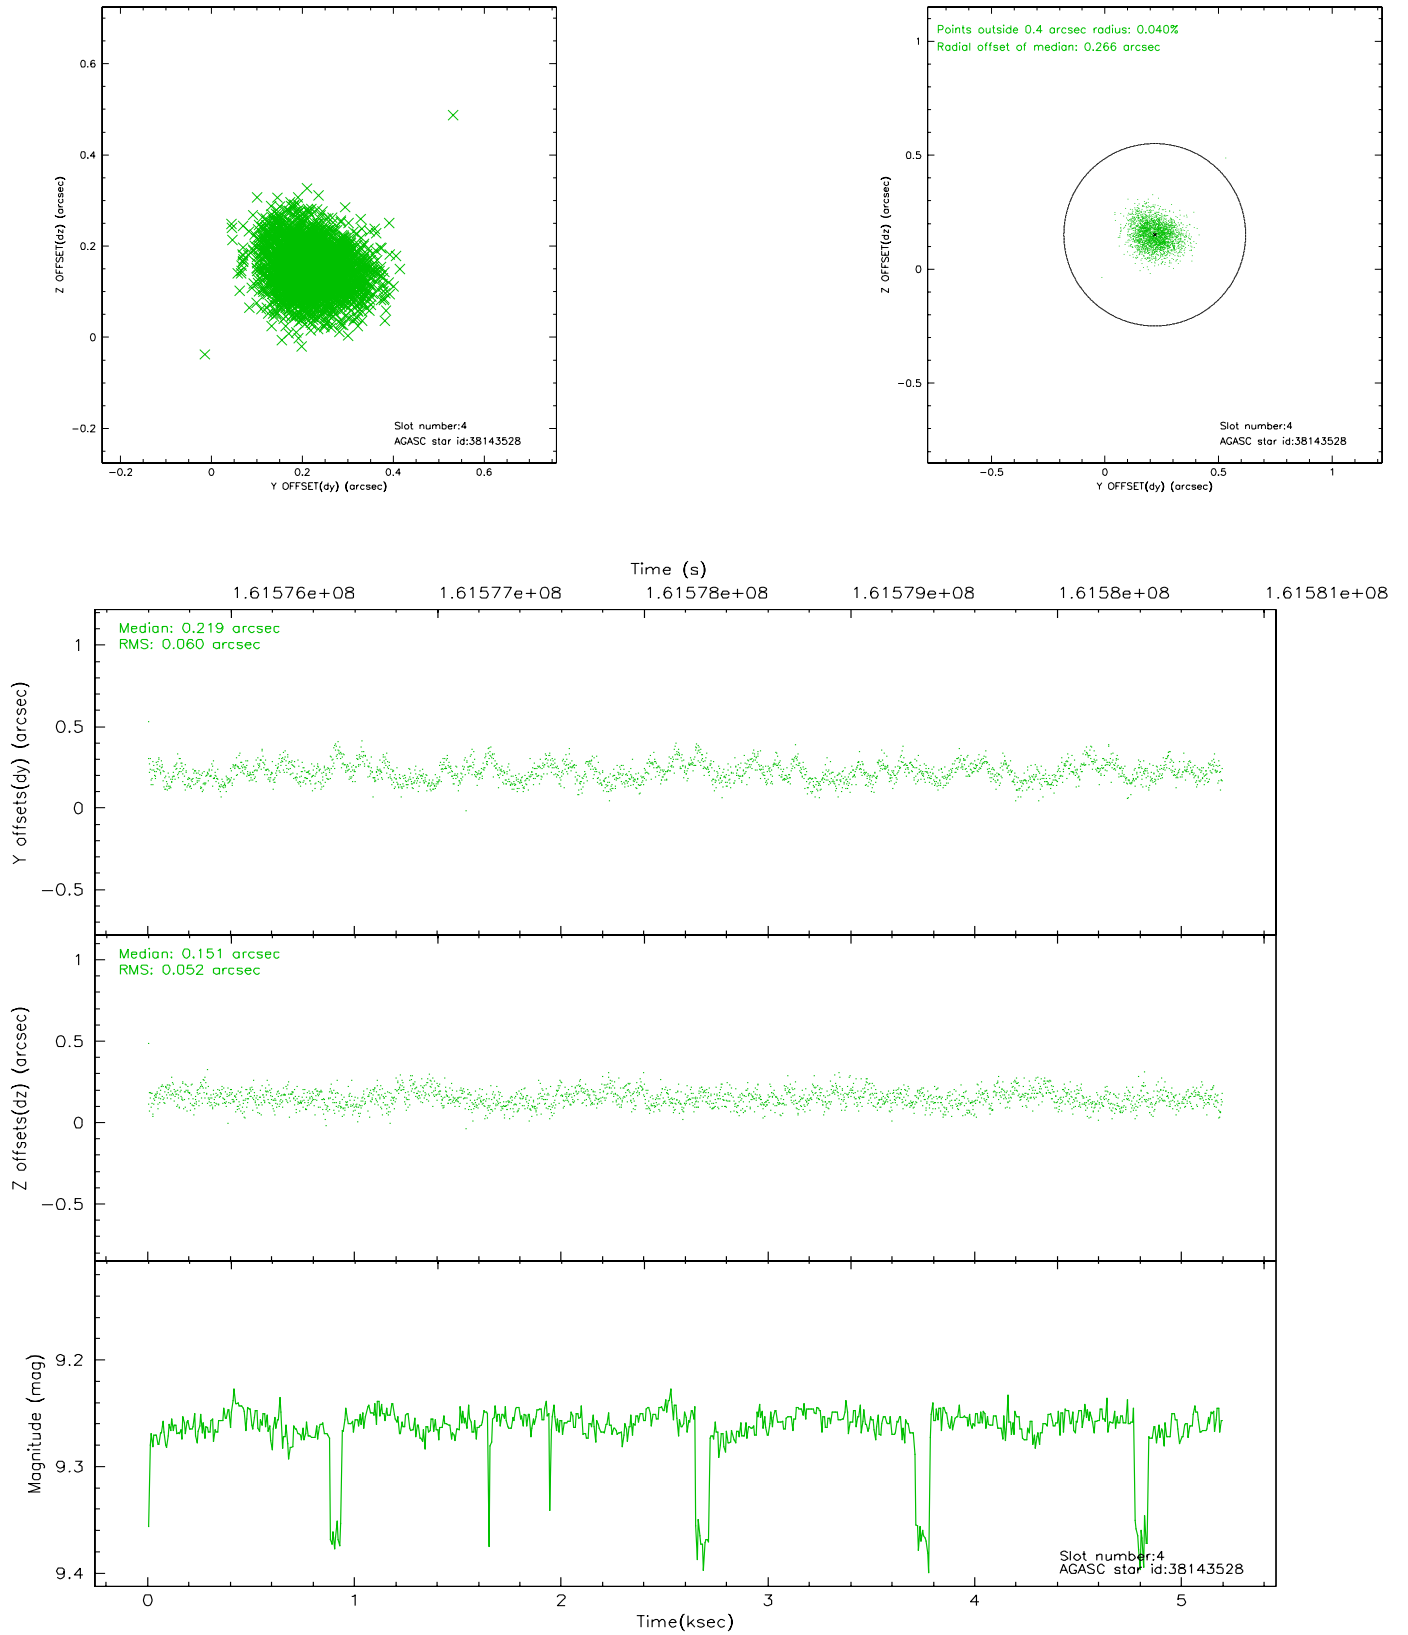 0.6
0.4
0.2
0
−0.2
−0.2
0
0.2
0.4
0.6
Z OFFSET(dz) (arcsec)
Y OFFSET(dy) (arcsec)
Slot number:4
AGASC star id:38143528
Points outside 0.4 arcsec radius: 0.040%
Radial offset of median: 0.266 arcsec
1
0.5
0
−0.5
−0.5
0
0.5
1
Z OFFSET(dz) (arcsec)
Y OFFSET(dy) (arcsec)
Slot number:4
AGASC star id:38143528
Time (s)
1.61576e+08
1.61577e+08
1.61578e+08
1.61579e+08
1.6158e+08
1.61581e+08
Median: 0.219 arcsec
RMS: 0.060 arcsec
1
0.5
0
−0.5
Y offsets(dy) (arcsec)
Median: 0.151 arcsec
RMS: 0.052 arcsec
1
0.5
0
−0.5
Z offsets(dz) (arcsec)
9.2
9.3
9.4
Magnitude (mag)
Slot number:4
AGASC star id:38143528
0
1
2
3
4
5
Time(ksec)